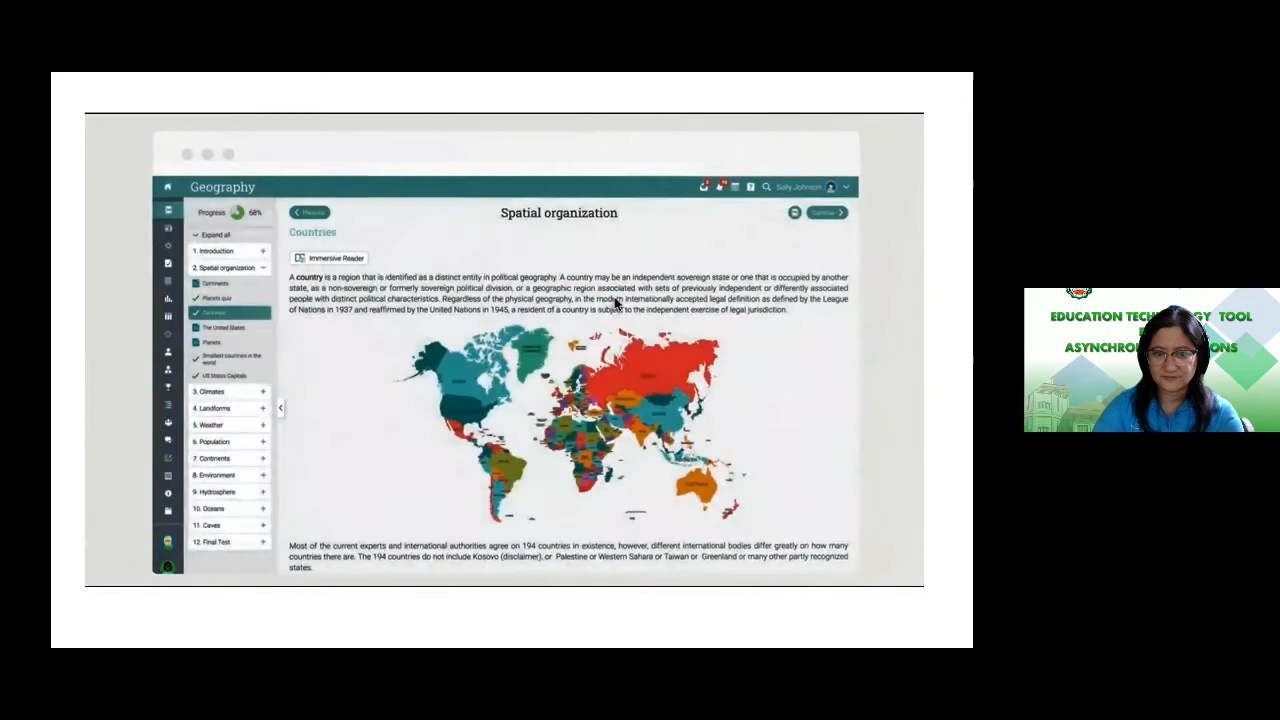 Geography
Sally Johnson
Progress 68%
Expand all
1. Introduction
2. Spatial organization
Continents
Planets quiz
Countries
The United States
Planets
Smallest countries in the
world
US States Capitals
3. Climates
4. Landforms
5. Weather
6. Population
7. Continents
8. Environment
9. Hydrosphere
10. Oceans
11. Caves
12. Final Test
Previous
Spatial organization
Continue
Countries
Immersive Reader
A country is a region that is identified as a distinct entity in political geography. A country may be an independent sovereign state or one that is occupied by another
state, as a non-sovereign or formerly sovereign political division, or a geographic region associated with sets of previously independent or differently associated
people with distinct political characteristics. Regardless of the physical geography, in the modern internationally accepted legal definition as defined by the League
of Nations in 1937 and reaffirmed by the United Nations in 1945, a resident of a country is subject to the independent exercise of legal jurisdiction.
Most of the current experts and international authorities agree on 194 countries in existence, however, different international bodies differ greatly on how many
countries there are. The 194 countries do not include Kosovo (disclaimer), or Palestine or Western Sahara or Taiwan or Greenland or many other partly recognized
states.
EDUCATION TECHNOLOGY TOOL